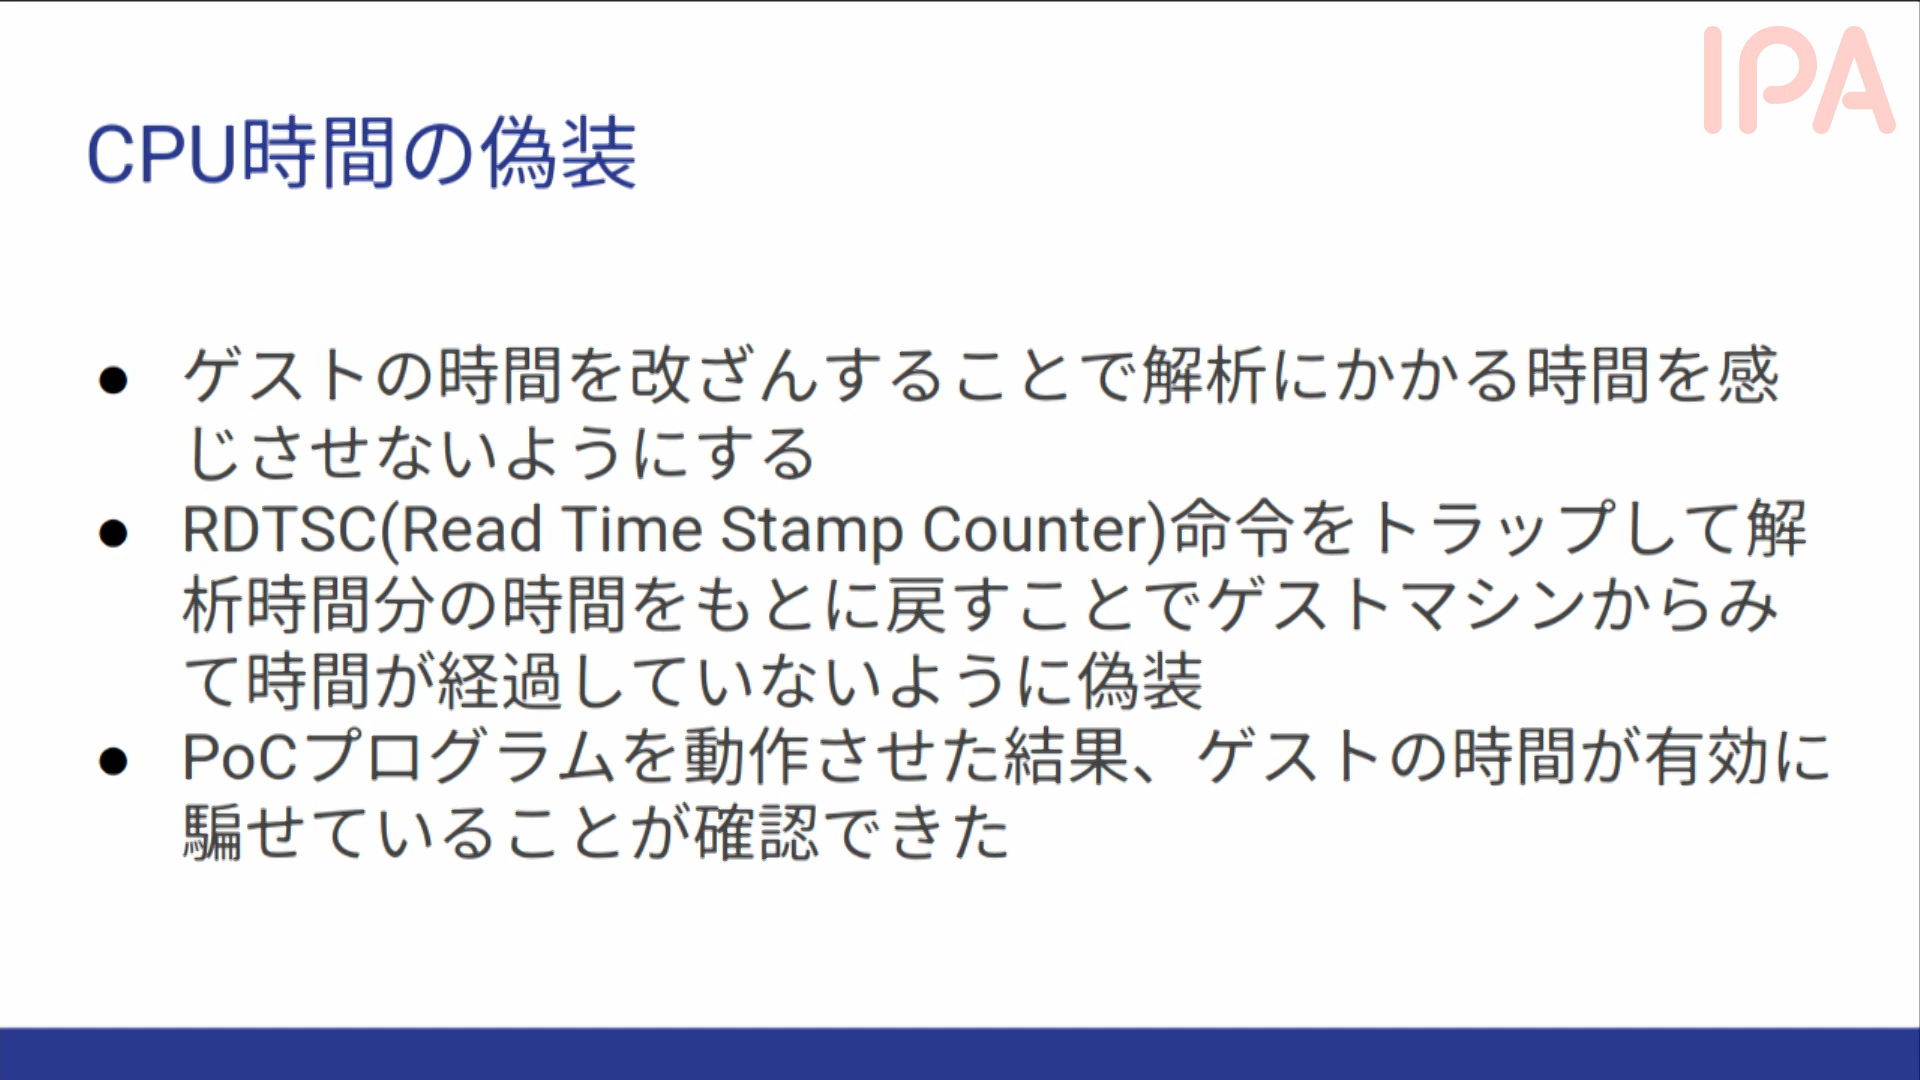 IPA
CPU時間の偽装
● ゲストの時間を改ざんすることで解析にかかる時間を感
じさせないようにする
● RDTSC(Read Time Stamp Counter)命令をトラップして解
析時間分の時間をもとに戻すことでゲストマシンからみ
て時間が経過していないように偽装
● PoCプログラムを動作させた結果、ゲストの時間が有効に
騙せていることが確認できた